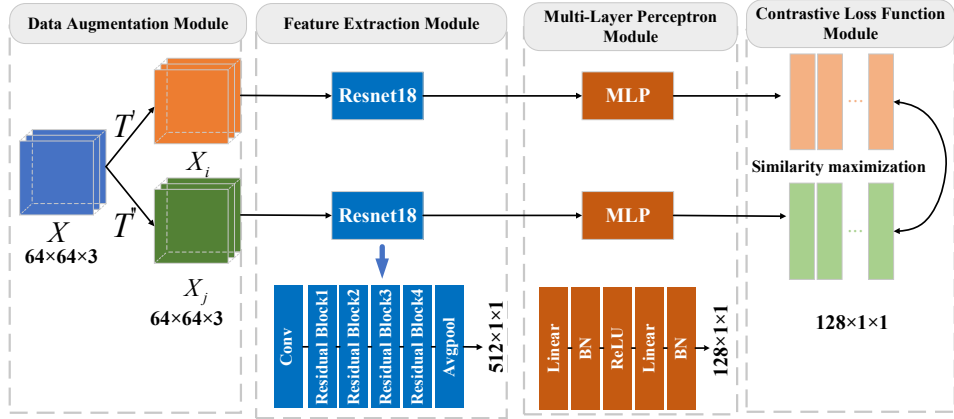 Data Augmentation Module
Feature Extraction Module
Multi-Layer Perceptron
Module
Contrastive Loss Function
Module
T'
T"
X
64×64×3
X_i
X_j
64×64×3
Resnet18
Resnet18
Conv
Residual Block1
Residual Block2
Residual Block3
Residual Block4
Avgpool
512×1×1
MLP
MLP
Linear
BN
ReLU
Linear
BN
128×1×1
...
Similarity maximization
...
128×1×1